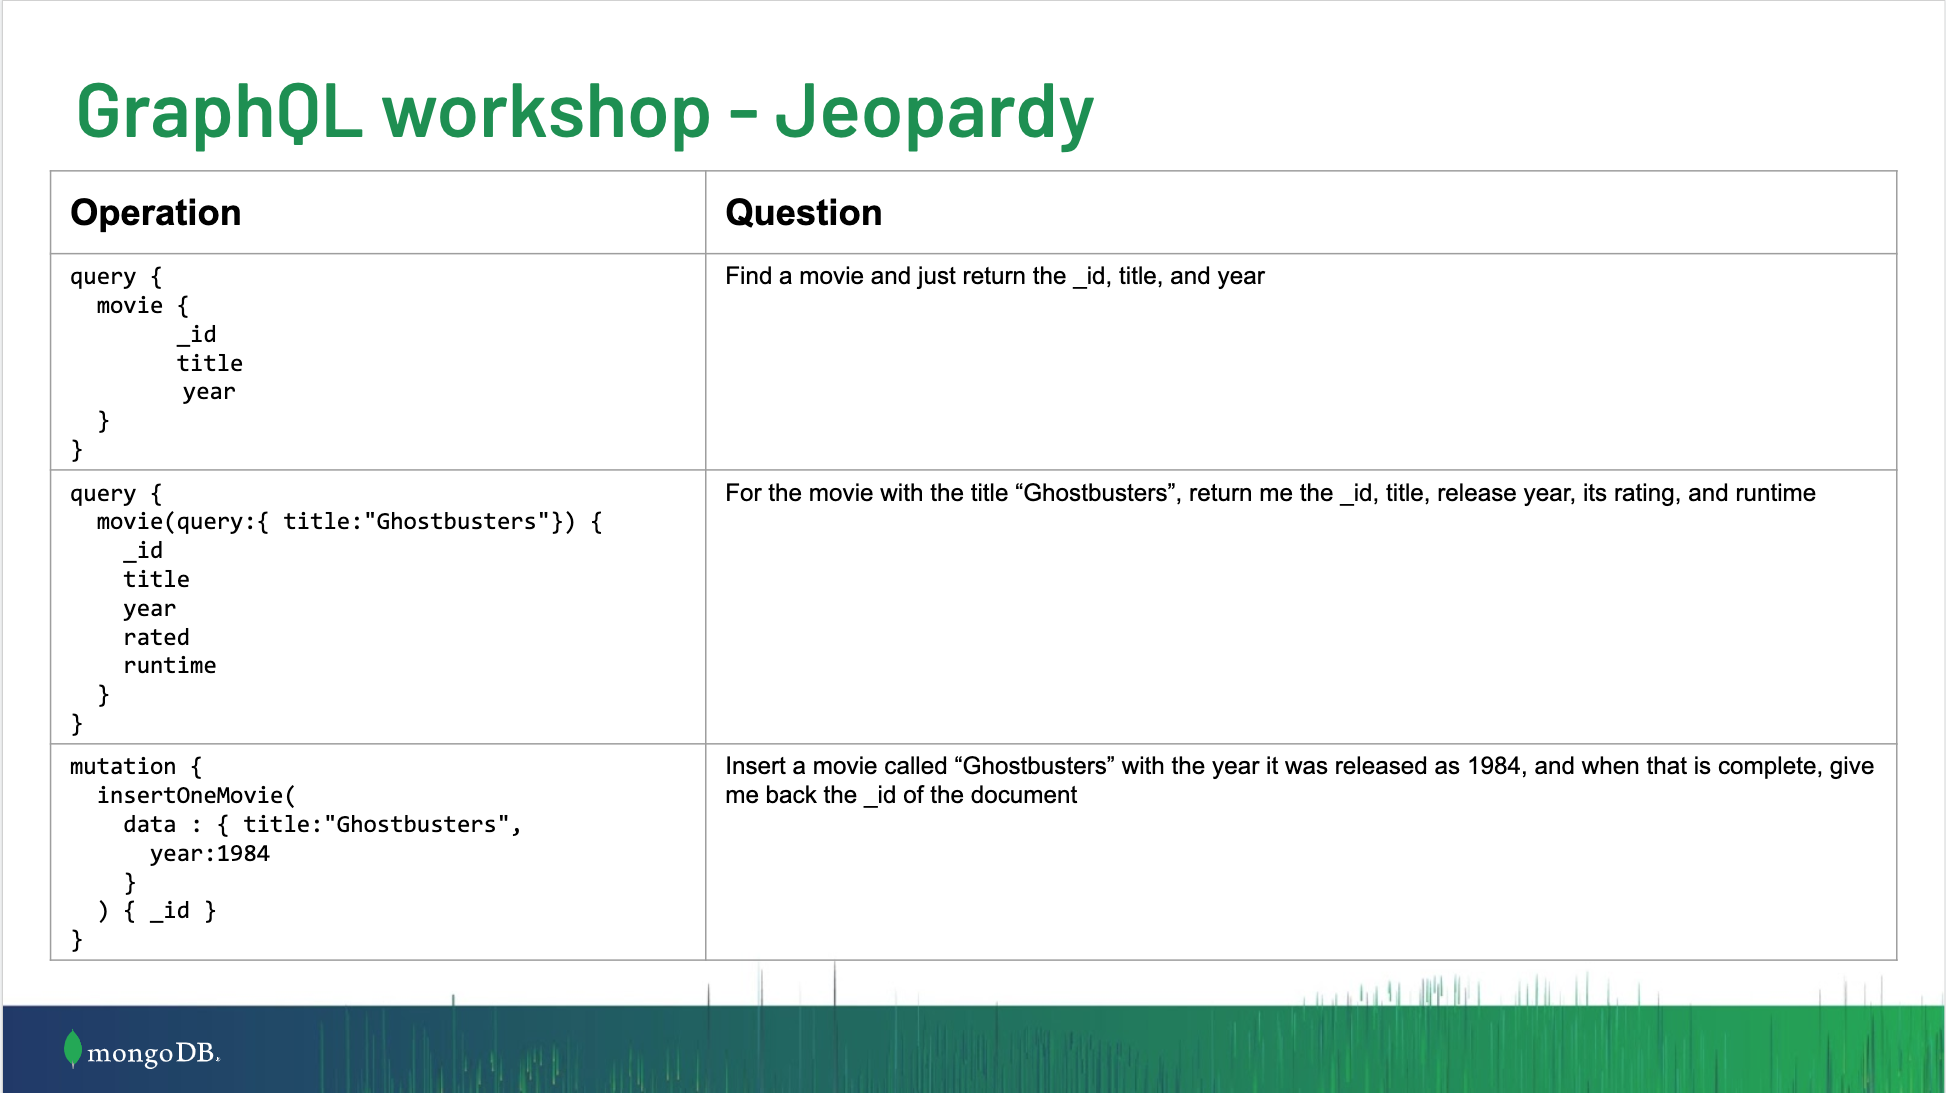 GraphQL workshop - Jeopardy
Operation
Question
query {
  movie {
        _id
        title
        year
  }
}
Find a movie and just return the _id, title, and year
query {
  movie(query:{ title:"Ghostbusters"}) {
    _id
    title
    year
    rated
    runtime
  }
}
For the movie with the title “Ghostbusters”, return me the _id, title, release year, its rating, and runtime
mutation {
  insertOneMovie(
    data : { title:"Ghostbusters",
      year:1984
    }
  ) { _id }
}
Insert a movie called “Ghostbusters” with the year it was released as 1984, and when that is complete, give
me back the _id of the document
mongoDB.